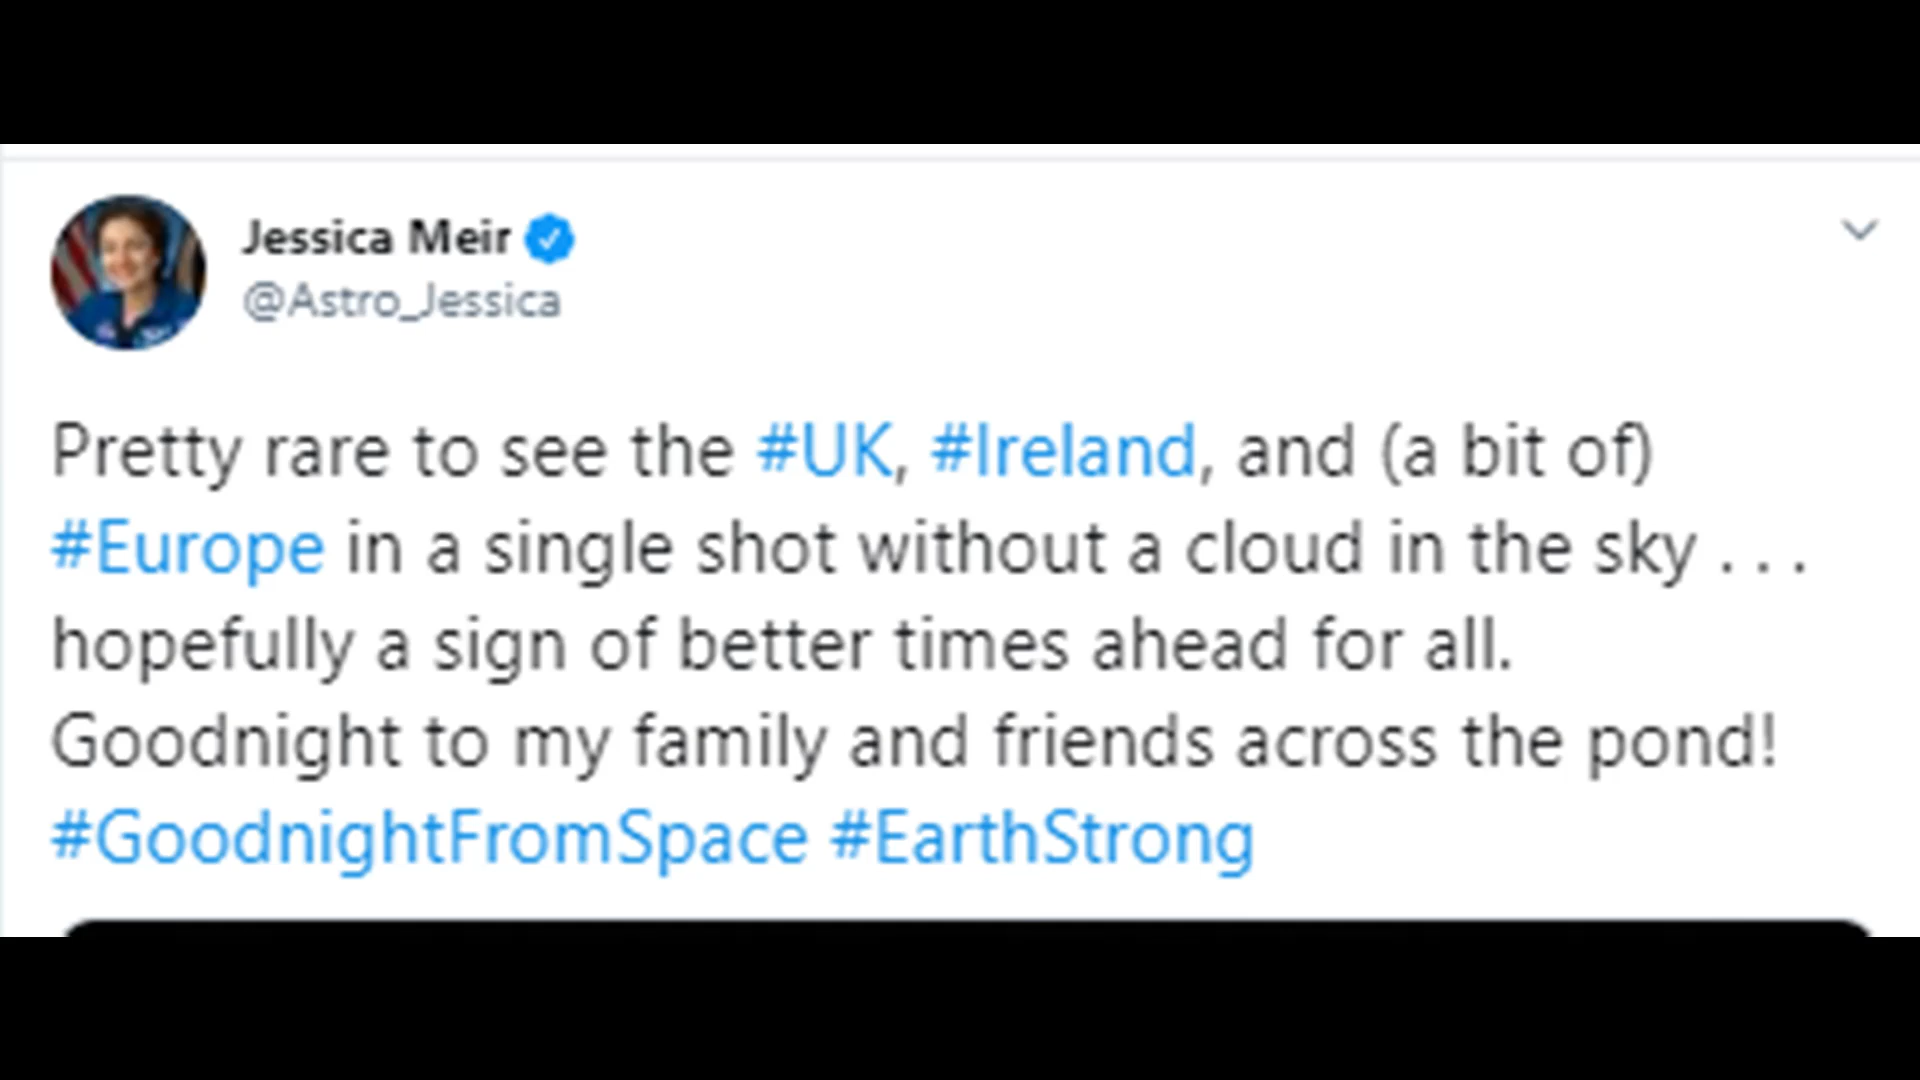 Jessica Meir
@Astro_Jessica
Pretty rare to see the #UK, #Ireland, and (a bit of)
#Europe in a single shot without a cloud in the sky . . .
hopefully a sign of better times ahead for all.
Goodnight to my family and friends across the pond!
#GoodnightFromSpace #EarthStrong